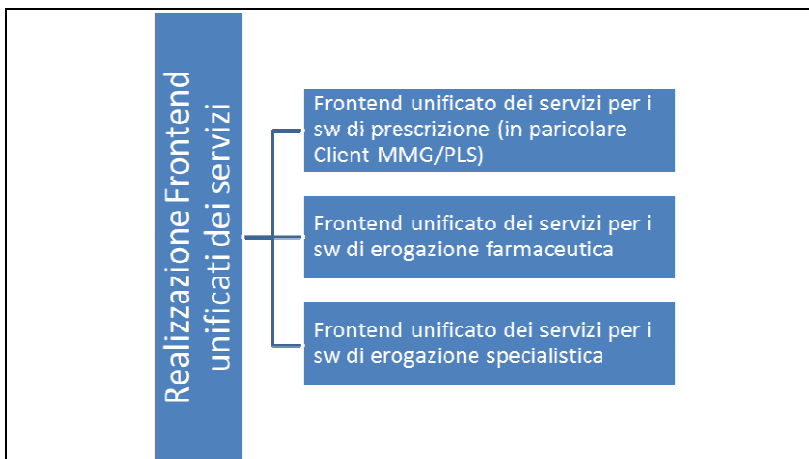 Realizzazione Frontend
unificati dei servizi
Frontend unificato dei servizi per i
sw di prescrizione (in paricolare
Client MMG/PLS)
Frontend unificato dei servizi per i
sw di erogazione farmaceutica
Frontend unificato dei servizi per i
sw di erogazione specialistica